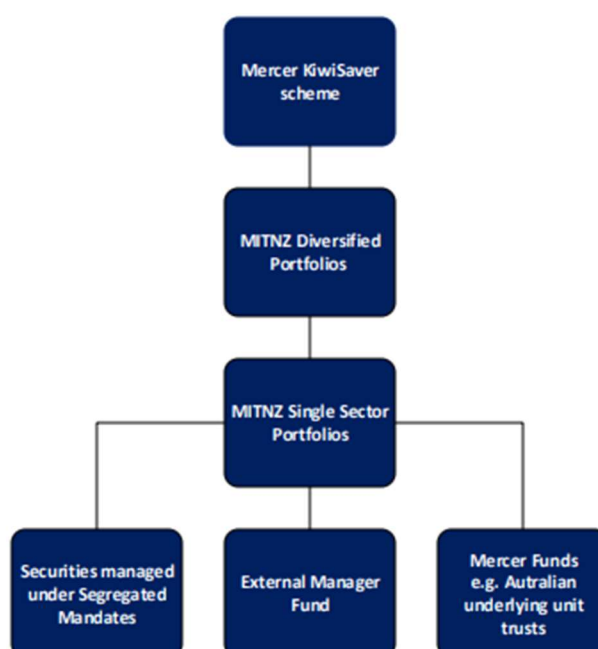 Mercer KiwiSaver
scheme
MITNZ Diversified
Portfolios
MITNZ Single Sector
Portfolios
Securities managed
under Segregated
Mandates
External Manager
Fund
Mercer Funds
e.g. Autralian
underlying unit
trusts